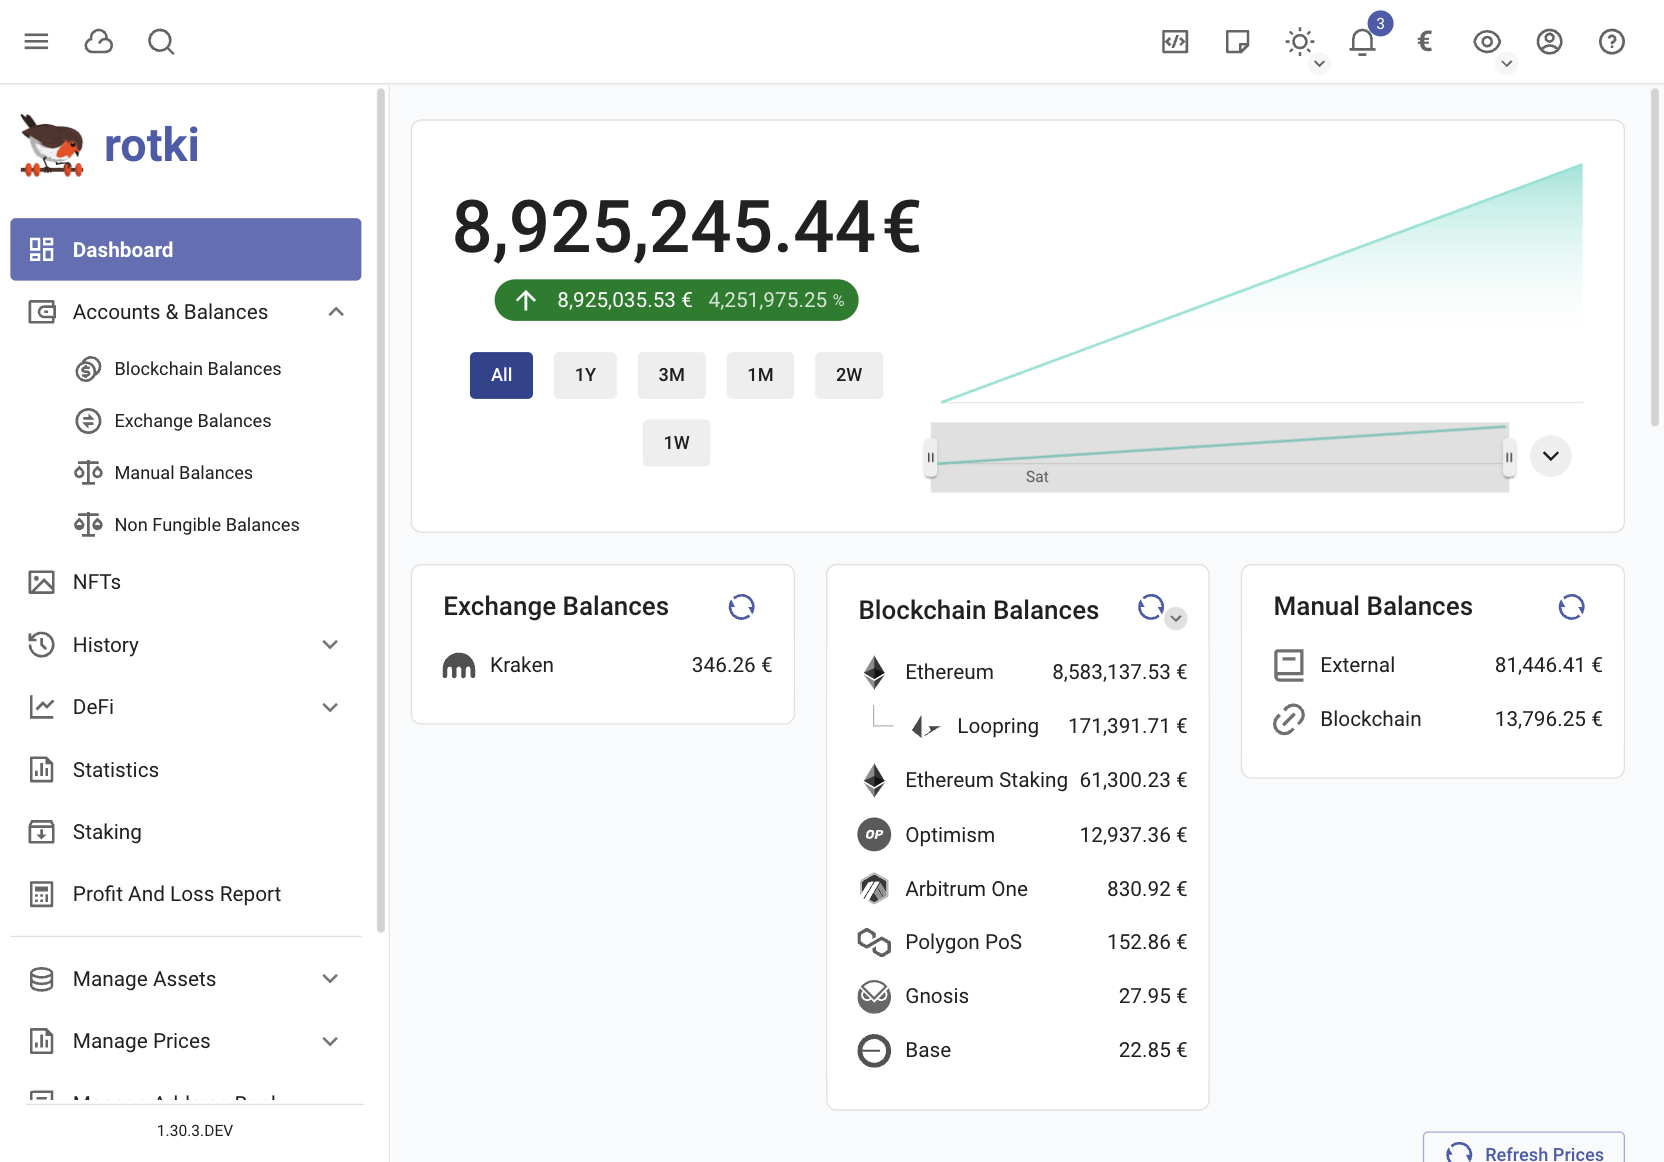 3
€
rotki
Dashboard
Accounts & Balances
Blockchain Balances
Exchange Balances
Manual Balances
Non Fungible Balances
NFTs
History
DeFi
Statistics
Staking
Profit And Loss Report
Manage Assets
Manage Prices
1.30.3.DEV
8,925,245.44 €
8,925,035.53 € 4,251,975.25 %
All 1Y 3M 1M 2W
1W
Sat
Exchange Balances
Kraken 346.26 €
Blockchain Balances
Ethereum 8,583,137.53 €
Loopring 171,391.71 €
Ethereum Staking 61,300.23 €
OP Optimism 12,937.36 €
Arbitrum One 830.92 €
Polygon PoS 152.86 €
Gnosis 27.95 €
Base 22.85 €
Manual Balances
External 81,446.41 €
Blockchain 13,796.25 €
Refresh Prices